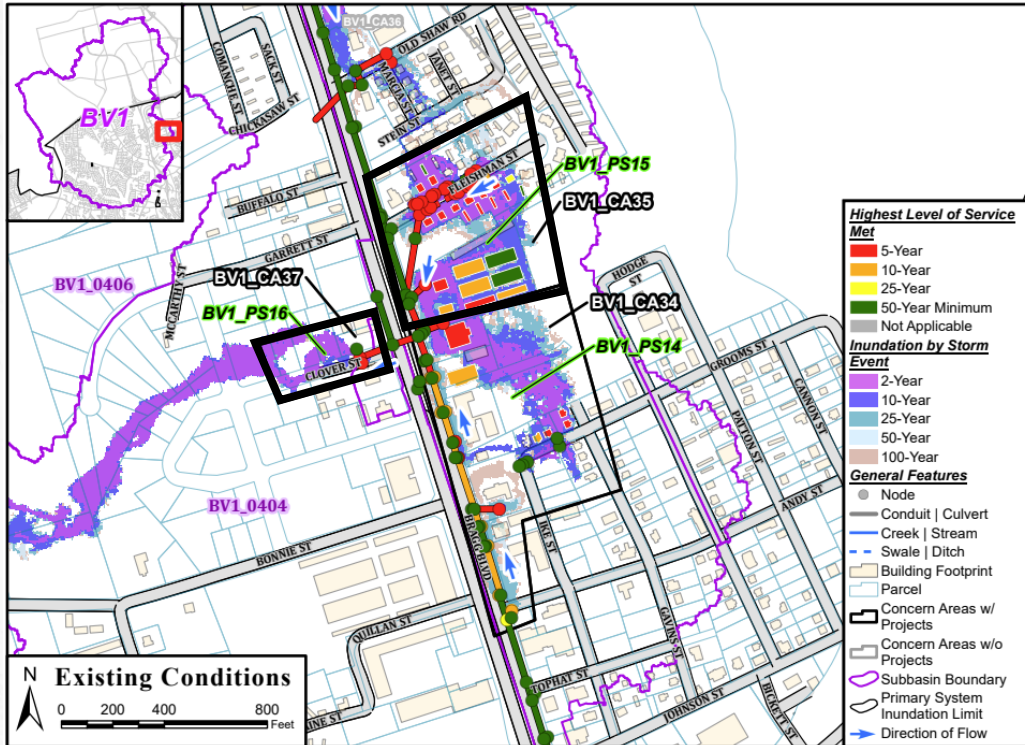 BV1
BV1_CA36
OLD SHAW RD
COMANCHE ST
SACK ST
CHICKASAW ST
MARCIA ST
JANET ST
STEIN ST
FLEISHMAN ST
BV1_PS15
BV1_CA35
BUFFALO ST
GARRETT ST
MCCARTHY ST
BV1_0406
BV1_CA37
BV1_PS16
CLOVER ST
BV1_CA34
BV1_PS14
HODGE ST
GROOMS ST
CANNON ST
PATTON ST
ANDY ST
BV1_0404
BONNIE ST
BRAGG BLVD
IKE ST
QUILLAN ST
GAVINS ST
TOPHAT ST
JOHNSON ST
BICKETT ST
INE ST
Highest Level of Service
Met
5-Year
10-Year
25-Year
50-Year Minimum
Not Applicable
Inundation by Storm
Event
2-Year
10-Year
25-Year
50-Year
100-Year
General Features
Node
Conduit | Culvert
Creek | Stream
Swale | Ditch
Building Footprint
Parcel
Concern Areas w/
Projects
Concern Areas w/o
Projects
Subbasin Boundary
Primary System
Inundation Limit
Direction of Flow
N
Existing Conditions
0 200 400 800
Feet